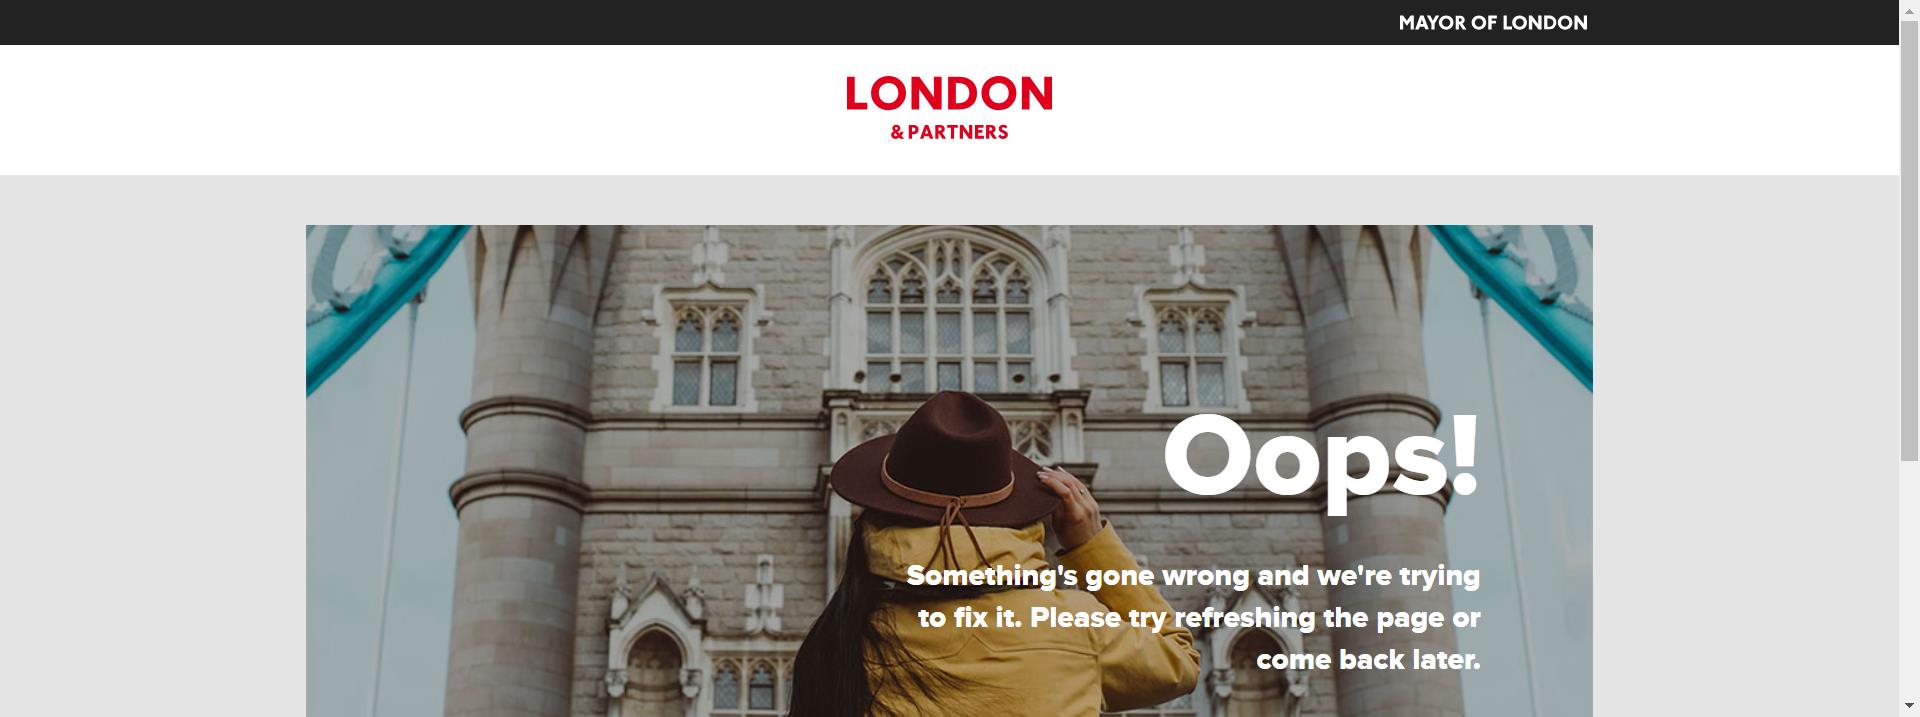 MAYOR OF LONDON
LONDON
& PARTNERS
Oops!
Something's gone wrong and we're trying
to fix it. Please try refreshing the page or
come back later.